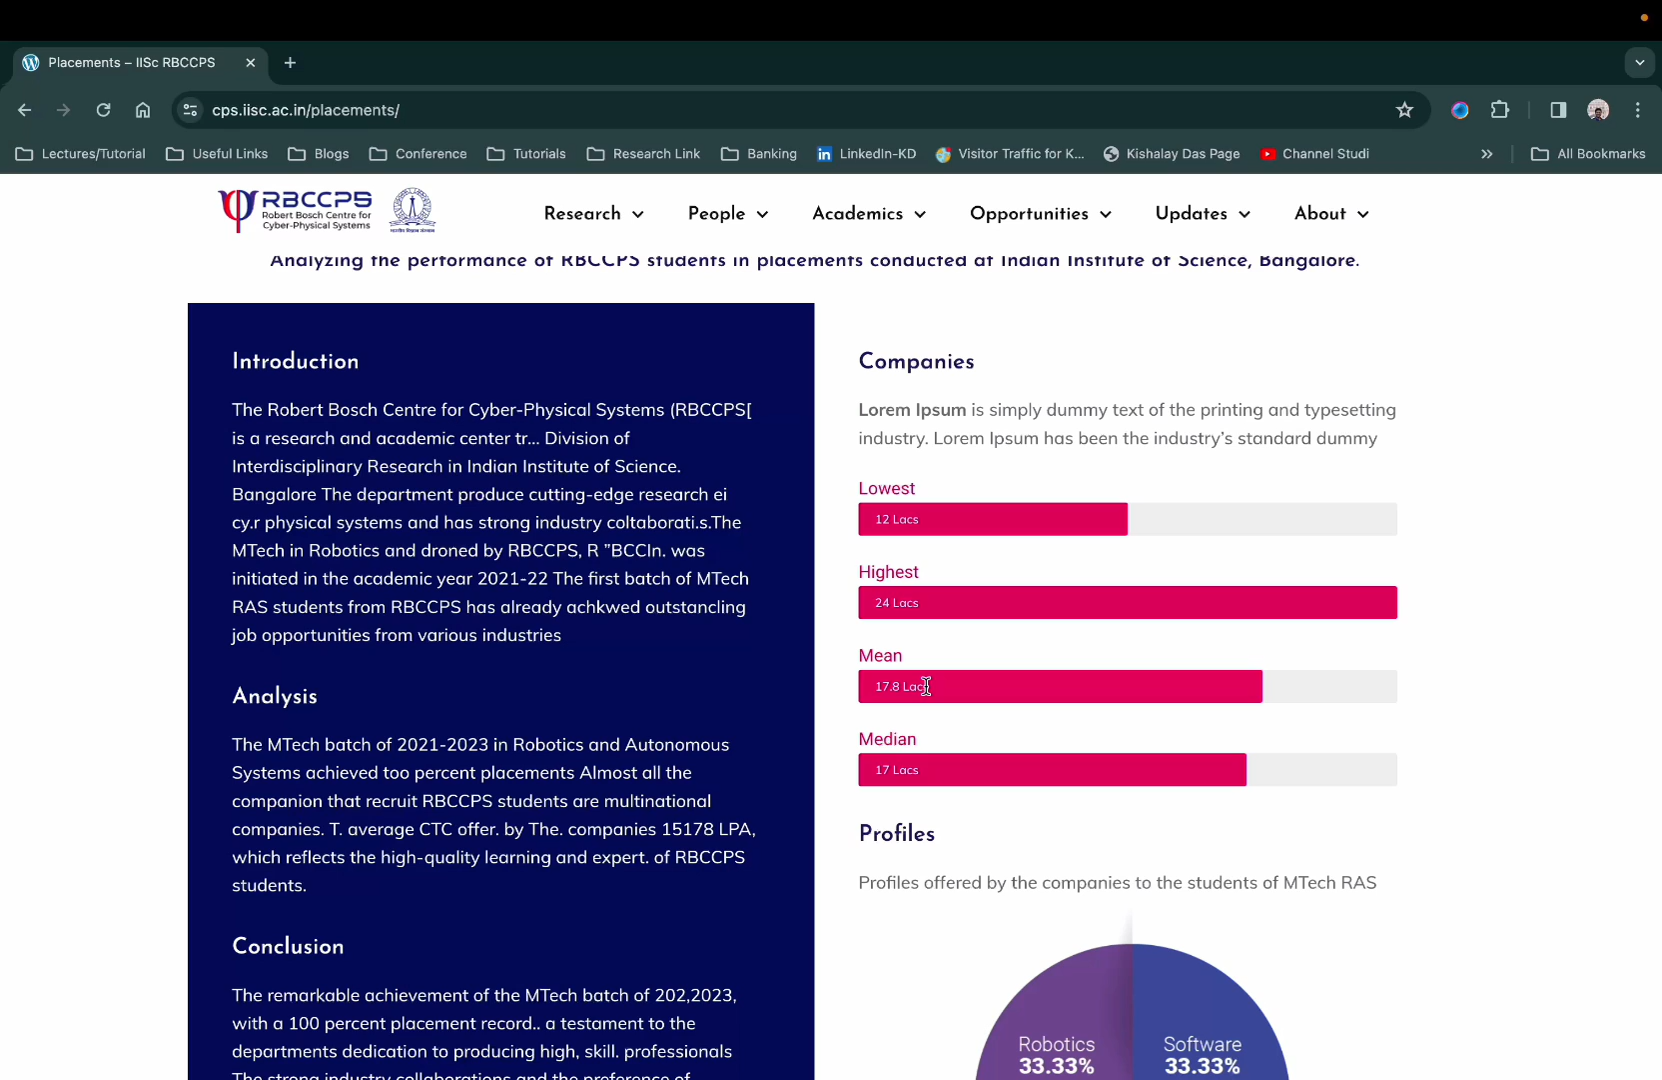 Placements – IISc RBCCPS
cps.iisc.ac.in/placements/
Lectures/Tutorial Useful Links Blogs Conference Tutorials Research Link Banking LinkedIn-KD Visitor Traffic for K... Kishalay Das Page Channel Studi » All Bookmarks
RBCCPS
Robert Bosch Centre for
Cyber-Physical Systems
Research People Academics Opportunities Updates About
Analyzing the performance of RBCCPS students in placements conducted at Indian Institute of Science, Bangalore.
Introduction
The Robert Bosch Centre for Cyber-Physical Systems (RBCCPS[
is a research and academic center tr... Division of
Interdisciplinary Research in Indian Institute of Science.
Bangalore The department produce cutting-edge research ei
cy.r physical systems and has strong industry coltaborati.s.The
MTech in Robotics and droned by RBCCPS, R ”BCCIn. was
initiated in the academic year 2021-22 The first batch of MTech
RAS students from RBCCPS has already achkwed outstancling
job opportunities from various industries
Analysis
The MTech batch of 2021-2023 in Robotics and Autonomous
Systems achieved too percent placements Almost all the
companion that recruit RBCCPS students are multinational
companies. T. average CTC offer. by The. companies 15178 LPA,
which reflects the high-quality learning and expert. of RBCCPS
students.
Conclusion
The remarkable achievement of the MTech batch of 202,2023,
with a 100 percent placement record.. a testament to the
departments dedication to producing high, skill. professionals
The strong industry collaborations and the preference of
Companies
Lorem Ipsum is simply dummy text of the printing and typesetting
industry. Lorem Ipsum has been the industry’s standard dummy
Lowest
12 Lacs
Highest
24 Lacs
Mean
17.8 Lacs
Median
17 Lacs
Profiles
Profiles offered by the companies to the students of MTech RAS
Robotics
33.33%
Software
33.33%